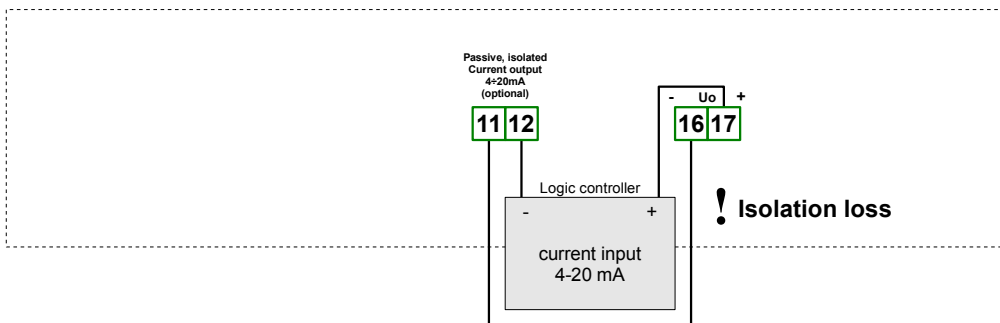 Passive, isolated
Current output
4÷20mA
(optional)
- Uo +
11 12
16 17
Logic controller
- +
! Isolation loss
current input
4-20 mA